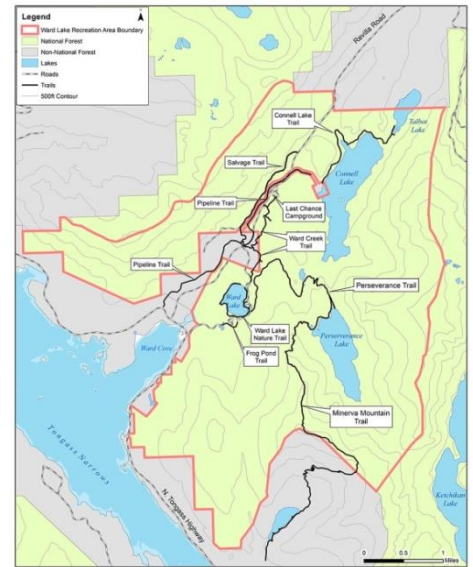 Legend
Ward Lake Recreation Area Boundary
National Forest
Non-National Forest
Lakes
Roads
Trails
500ft Contour
Revilla Road
Connell Lake
Trail
Talbot
Lake
Salvage Trail
Connell
Lake
Pipeline Trail
Last Chance
Campground
Ward Creek
Trail
Pipeline Trail
Perseverance Trail
Ward
Lake
Ward Cove
Ward Lake
Nature Trail
Perserverance
Lake
Frog Pond
Trail
Minerva Mountain
Trail
Tongass Narrows
N. Tongass Highway
Ketchikan
Lake
0 0.5 1
Miles